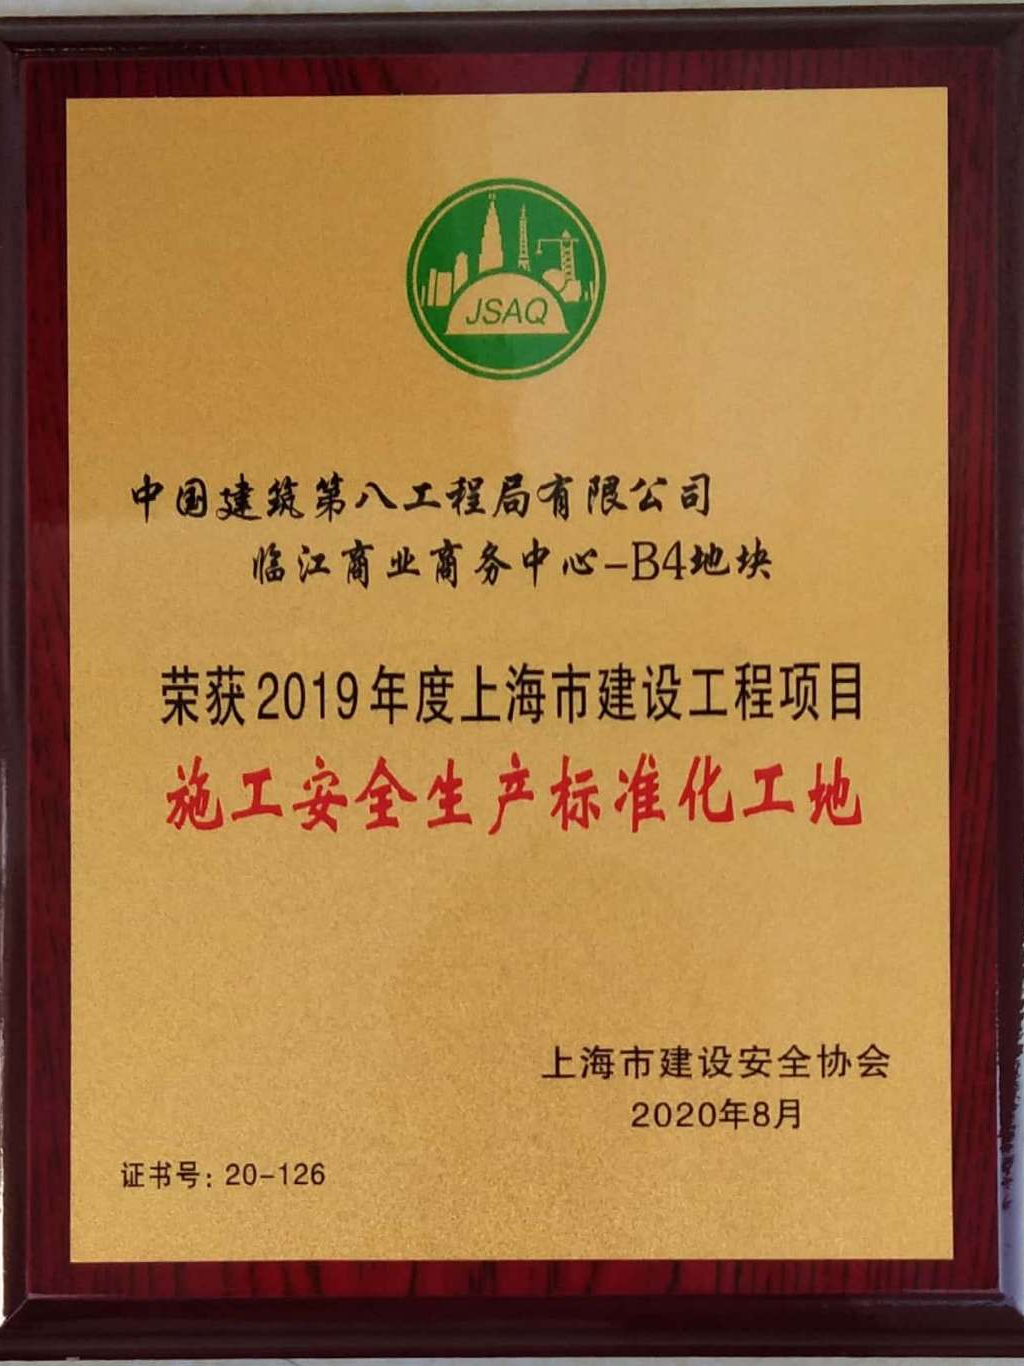 JSAQ
中国建筑第八工程局有限公司
临江商业商务中心-B4地块
荣获2019年度上海市建设工程项目
施工安全生产标准化工地
上海市建设安全协会
2020年8月
证书号: 20-126